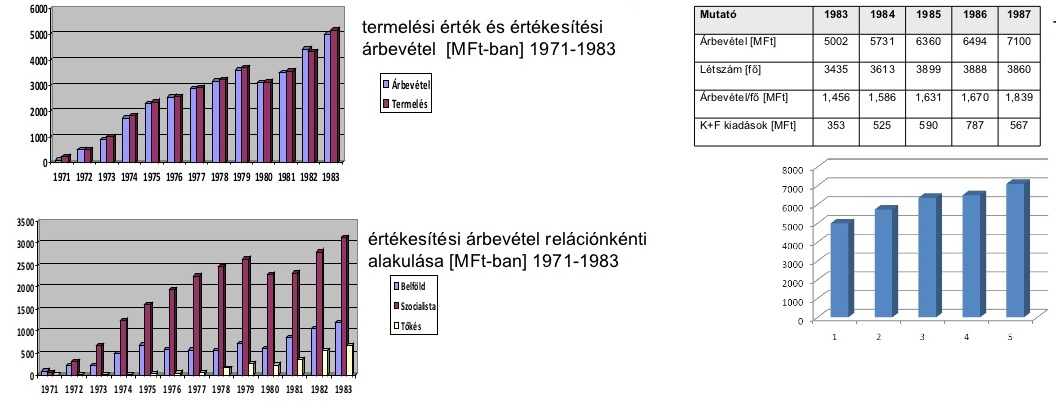 6000
5000
4000
3000
2000
1000
0
1971 1972 1973 1974 1975 1976 1977 1978 1979 1980 1981 1982 1983
termelési érték és értékesítési
árbevétel [MFt-ban] 1971-1983
Árbevétel
Termelés
3500
3000
2500
2000
1500
1000
500
0
1971 1972 1973 1974 1975 1976 1977 1978 1979 1980 1981 1982 1983
értékesítési árbevétel relációnkénti
alakulása [MFt-ban] 1971-1983
Belföld
Szocialista
Tőkés
Mutató 1983 1984 1985 1986 1987
Árbevétel [MFt] 5002 5731 6360 6494 7100
Létszám [fő] 3435 3613 3899 3888 3860
Árbevétel/fő [MFt] 1,456 1,586 1,631 1,670 1,839
K+F kiadások [MFt] 353 525 590 787 567
8000
7000
6000
5000
4000
3000
2000
1000
0
1 2 3 4 5